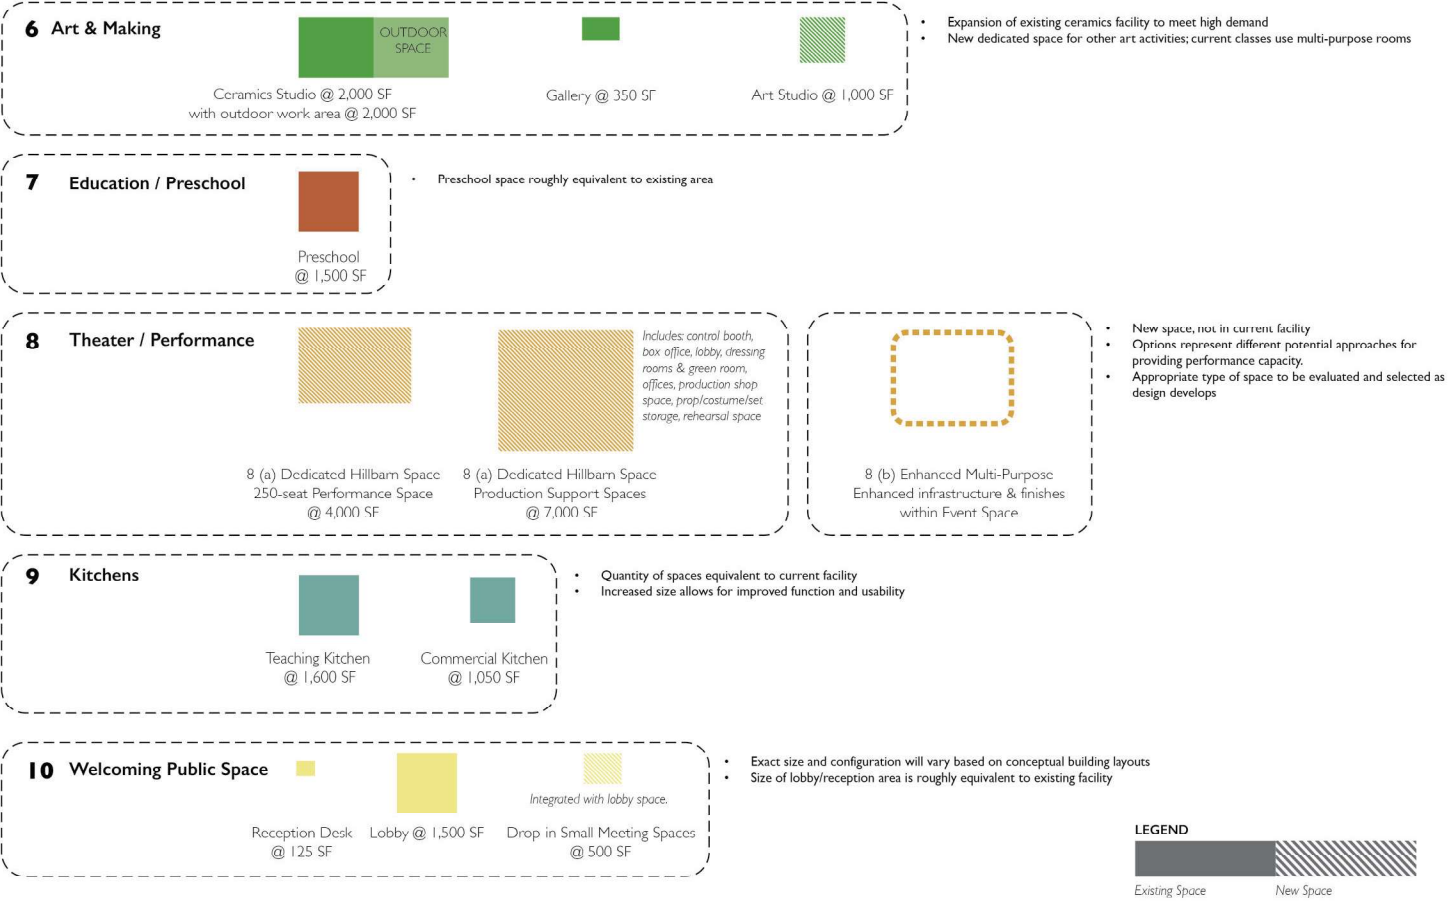 6 Art & Making
OUTDOOR
SPACE
Ceramics Studio @ 2,000 SF
with outdoor work area @ 2,000 SF
Gallery @ 350 SF
Art Studio @ 1,000 SF
• Expansion of existing ceramics facility to meet high demand
• New dedicated space for other art activities; current classes use multi-purpose rooms
7 Education / Preschool
Preschool
@ 1,500 SF
• Preschool space roughly equivalent to existing area
8 Theater / Performance
8 (a) Dedicated Hillbarn Space
250-seat Performance Space
@ 4,000 SF
Includes: control booth,
box office, lobby, dressing
rooms & green room,
offices, production shop
space, prop/costume/set
storage, rehearsal space
8 (a) Dedicated Hillbarn Space
Production Support Spaces
@ 7,000 SF
8 (b) Enhanced Multi-Purpose
Enhanced infrastructure & finishes
within Event Space
• New space, not in current facility
• Options represent different potential approaches for
providing performance capacity.
• Appropriate type of space to be evaluated and selected as
design develops
9 Kitchens
Teaching Kitchen
@ 1,600 SF
Commercial Kitchen
@ 1,050 SF
• Quantity of spaces equivalent to current facility
• Increased size allows for improved function and usability
10 Welcoming Public Space
Reception Desk
@ 125 SF
Lobby @ 1,500 SF
Integrated with lobby space.
Drop in Small Meeting Spaces
@ 500 SF
• Exact size and configuration will vary based on conceptual building layouts
• Size of lobby/reception area is roughly equivalent to existing facility
LEGEND
Existing Space
New Space